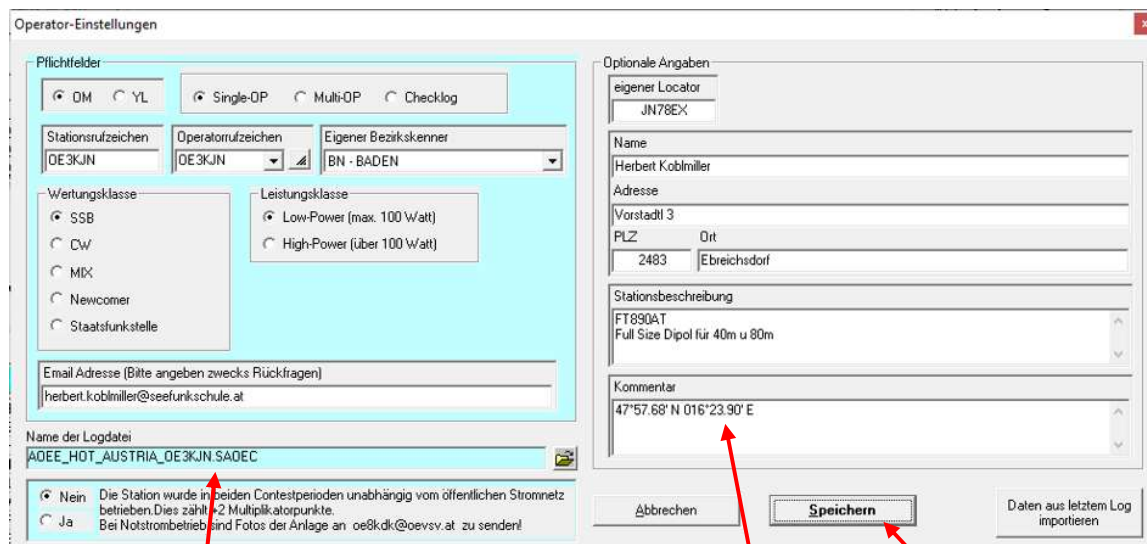 Operator-Einstellungen
Pflichtfelder
OM YL Single-OP Multi-OP Checklog
Stationsrufzeichen Operatorrufzeichen Eigener Bezirkskenner
OE3KJN OE3KJN BN - BADEN
Wertungsklasse Leistungsklasse
SSB Low-Power (max. 100 Watt)
CW High-Power (über 100 Watt)
MIX
Newcomer
Staatsfunkstelle
Email Adresse (Bitte angeben zwecks Rückfragen)
herbert.koblmiller@seefunkschule.at
Name der Logdatei
AOEE_HOT_AUSTRIA_OE3KJN.SAOEC
Nein Die Station wurde in beiden Contestperioden unabhängig vom öffentlichen Stromnetz
betrieben.Dies zählt +2 Multiplikatorpunkte.
Ja Bei Notstrombetrieb sind Fotos der Anlage an oe8kdk@oevsv.at zu senden!
Optionale Angaben
eigener Locator
JN78EX
Name
Herbert Koblmiller
Adresse
Vorstadtl 3
PLZ Ort
2483 Ebreichsdorf
Stationsbeschreibung
FT890AT
Full Size Dipol für 40m u 80m
Kommentar
47°57.68' N 016°23.90' E
Abbrechen Speichern Daten aus letztem Log
importieren